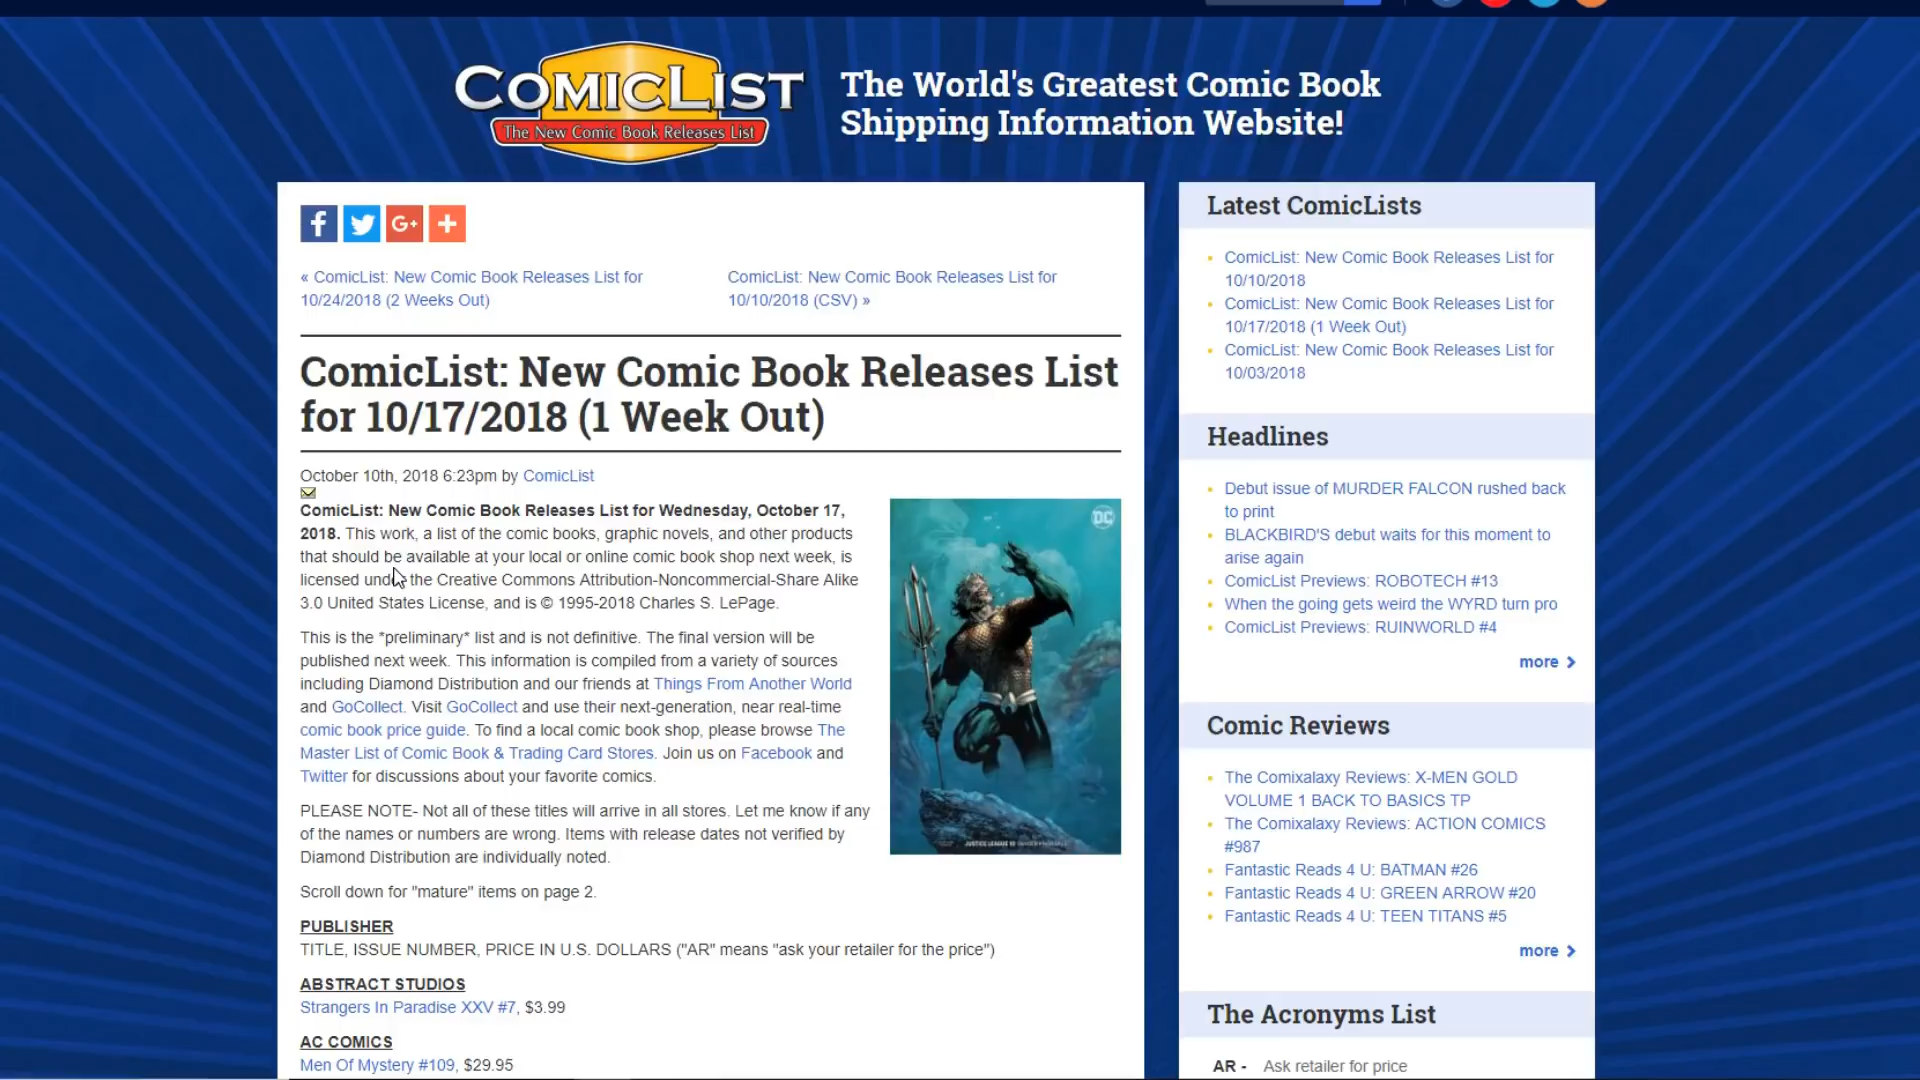 COMICLIST
The New Comic Book Releases List
The World's Greatest Comic Book
Shipping Information Website!
« ComicList: New Comic Book Releases List for
10/24/2018 (2 Weeks Out)
ComicList: New Comic Book Releases List for
10/10/2018 (CSV) »
ComicList: New Comic Book Releases List
for 10/17/2018 (1 Week Out)
October 10th, 2018 6:23pm by ComicList
ComicList: New Comic Book Releases List for Wednesday, October 17,
2018. This work, a list of the comic books, graphic novels, and other products
that should be available at your local or online comic book shop next week, is
licensed under the Creative Commons Attribution-Noncommercial-Share Alike
3.0 United States License, and is © 1995-2018 Charles S. LePage.
DC
This is the *preliminary* list and is not definitive. The final version will be
published next week. This information is compiled from a variety of sources
including Diamond Distribution and our friends at Things From Another World
and GoCollect. Visit GoCollect and use their next-generation, near real-time
comic book price guide. To find a local comic book shop, please browse The
Master List of Comic Book & Trading Card Stores. Join us on Facebook and
Twitter for discussions about your favorite comics.
PLEASE NOTE- Not all of these titles will arrive in all stores. Let me know if any
of the names or numbers are wrong. Items with release dates not verified by
Diamond Distribution are individually noted.
Scroll down for "mature" items on page 2.
PUBLISHER
TITLE, ISSUE NUMBER, PRICE IN U.S. DOLLARS ("AR" means "ask your retailer for the price")
ABSTRACT STUDIOS
Strangers In Paradise XXV #7, $3.99
AC COMICS
Men Of Mystery #109, $29.95
Latest ComicLists
ComicList: New Comic Book Releases List for
10/10/2018
ComicList: New Comic Book Releases List for
10/17/2018 (1 Week Out)
ComicList: New Comic Book Releases List for
10/03/2018
Headlines
Debut issue of MURDER FALCON rushed back
to print
BLACKBIRD'S debut waits for this moment to
arise again
ComicList Previews: ROBOTECH #13
When the going gets weird the WYRD turn pro
ComicList Previews: RUINWORLD #4
more
Comic Reviews
The Comixalaxy Reviews: X-MEN GOLD
VOLUME 1 BACK TO BASICS TP
The Comixalaxy Reviews: ACTION COMICS
#987
Fantastic Reads 4 U: BATMAN #26
Fantastic Reads 4 U: GREEN ARROW #20
Fantastic Reads 4 U: TEEN TITANS #5
more
The Acronyms List
AR - Ask retailer for price